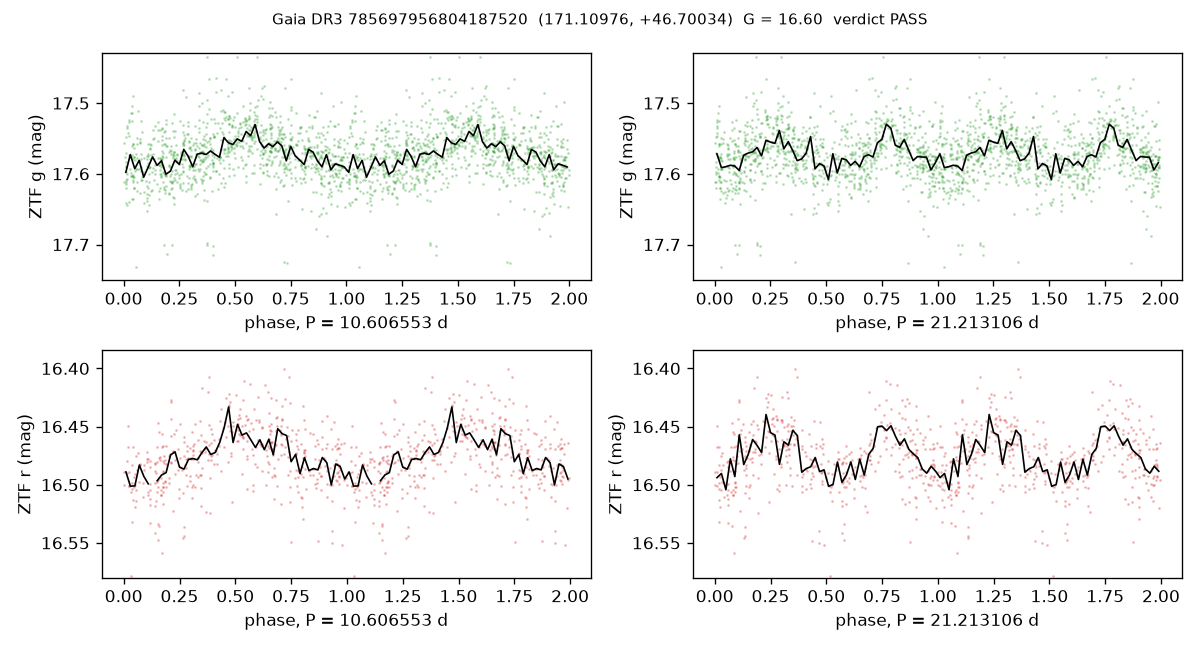 Gaia DR3 785697956804187520 (171.10976, +46.70034) G = 16.60 verdict PASS
ZTF g (mag)
17.5
17.6
17.7
0.00 0.25 0.50 0.75 1.00 1.25 1.50 1.75 2.00
phase, P = 10.606553 d
ZTF g (mag)
17.5
17.6
17.7
0.00 0.25 0.50 0.75 1.00 1.25 1.50 1.75 2.00
phase, P = 21.213106 d
ZTF r (mag)
16.40
16.45
16.50
16.55
0.00 0.25 0.50 0.75 1.00 1.25 1.50 1.75 2.00
phase, P = 10.606553 d
ZTF r (mag)
16.40
16.45
16.50
16.55
0.00 0.25 0.50 0.75 1.00 1.25 1.50 1.75 2.00
phase, P = 21.213106 d